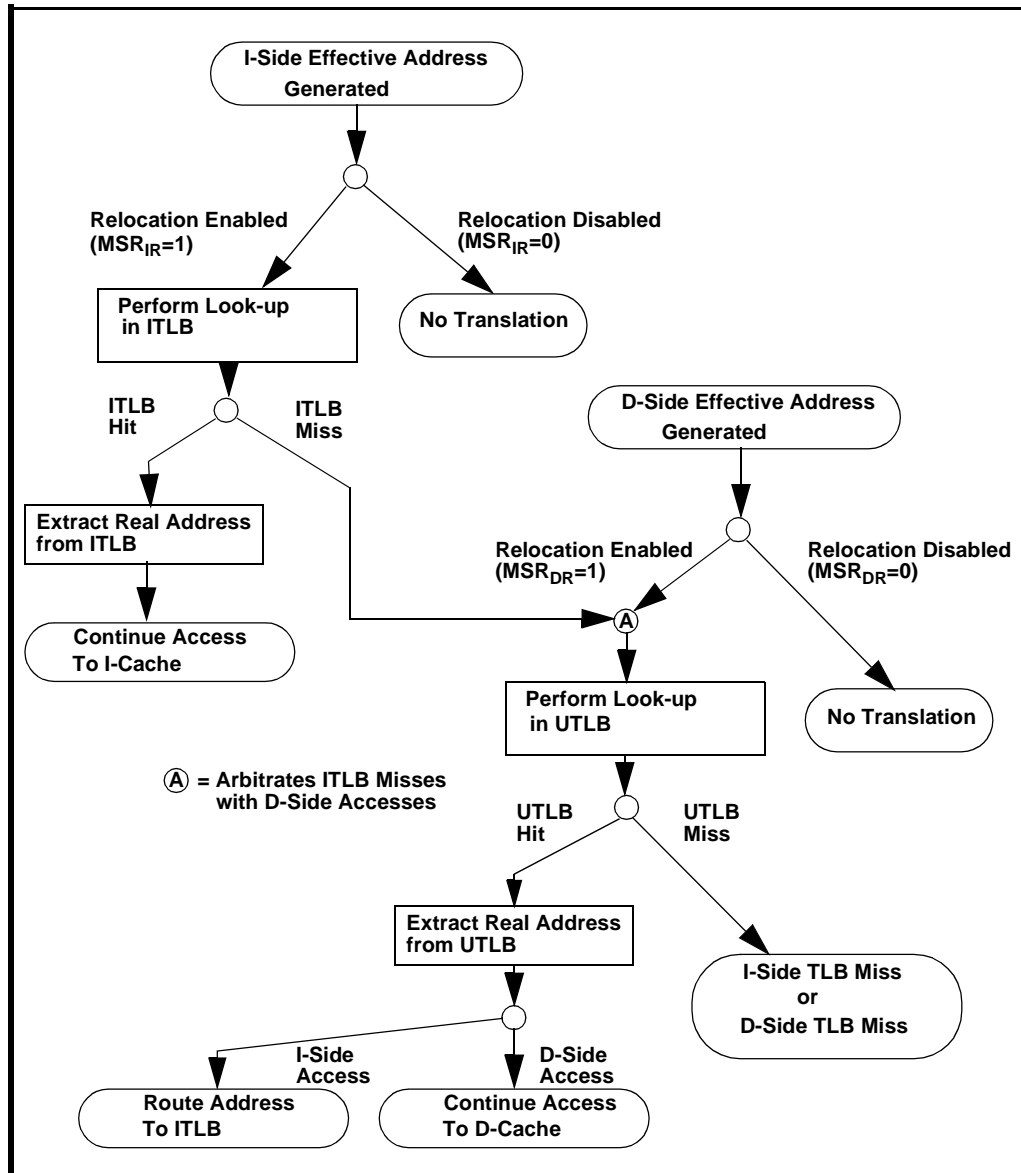 I-Side Effective Address
Generated
Relocation Enabled
(MSRIR=1)
Relocation Disabled
(MSRIR=0)
Perform Look-up
in ITLB
No Translation
ITLB
Hit
ITLB
Miss
D-Side Effective Address
Generated
Extract Real Address
from ITLB
Relocation Enabled
(MSRDR=1)
Relocation Disabled
(MSRDR=0)
Continue Access
To I-Cache
A
Perform Look-up
in UTLB
No Translation
A = Arbitrates ITLB Misses
with D-Side Accesses
UTLB
Hit
UTLB
Miss
Extract Real Address
from UTLB
I-Side TLB Miss
or
D-Side TLB Miss
I-Side
Access
D-Side
Access
Route Address
To ITLB
Continue Access
To D-Cache